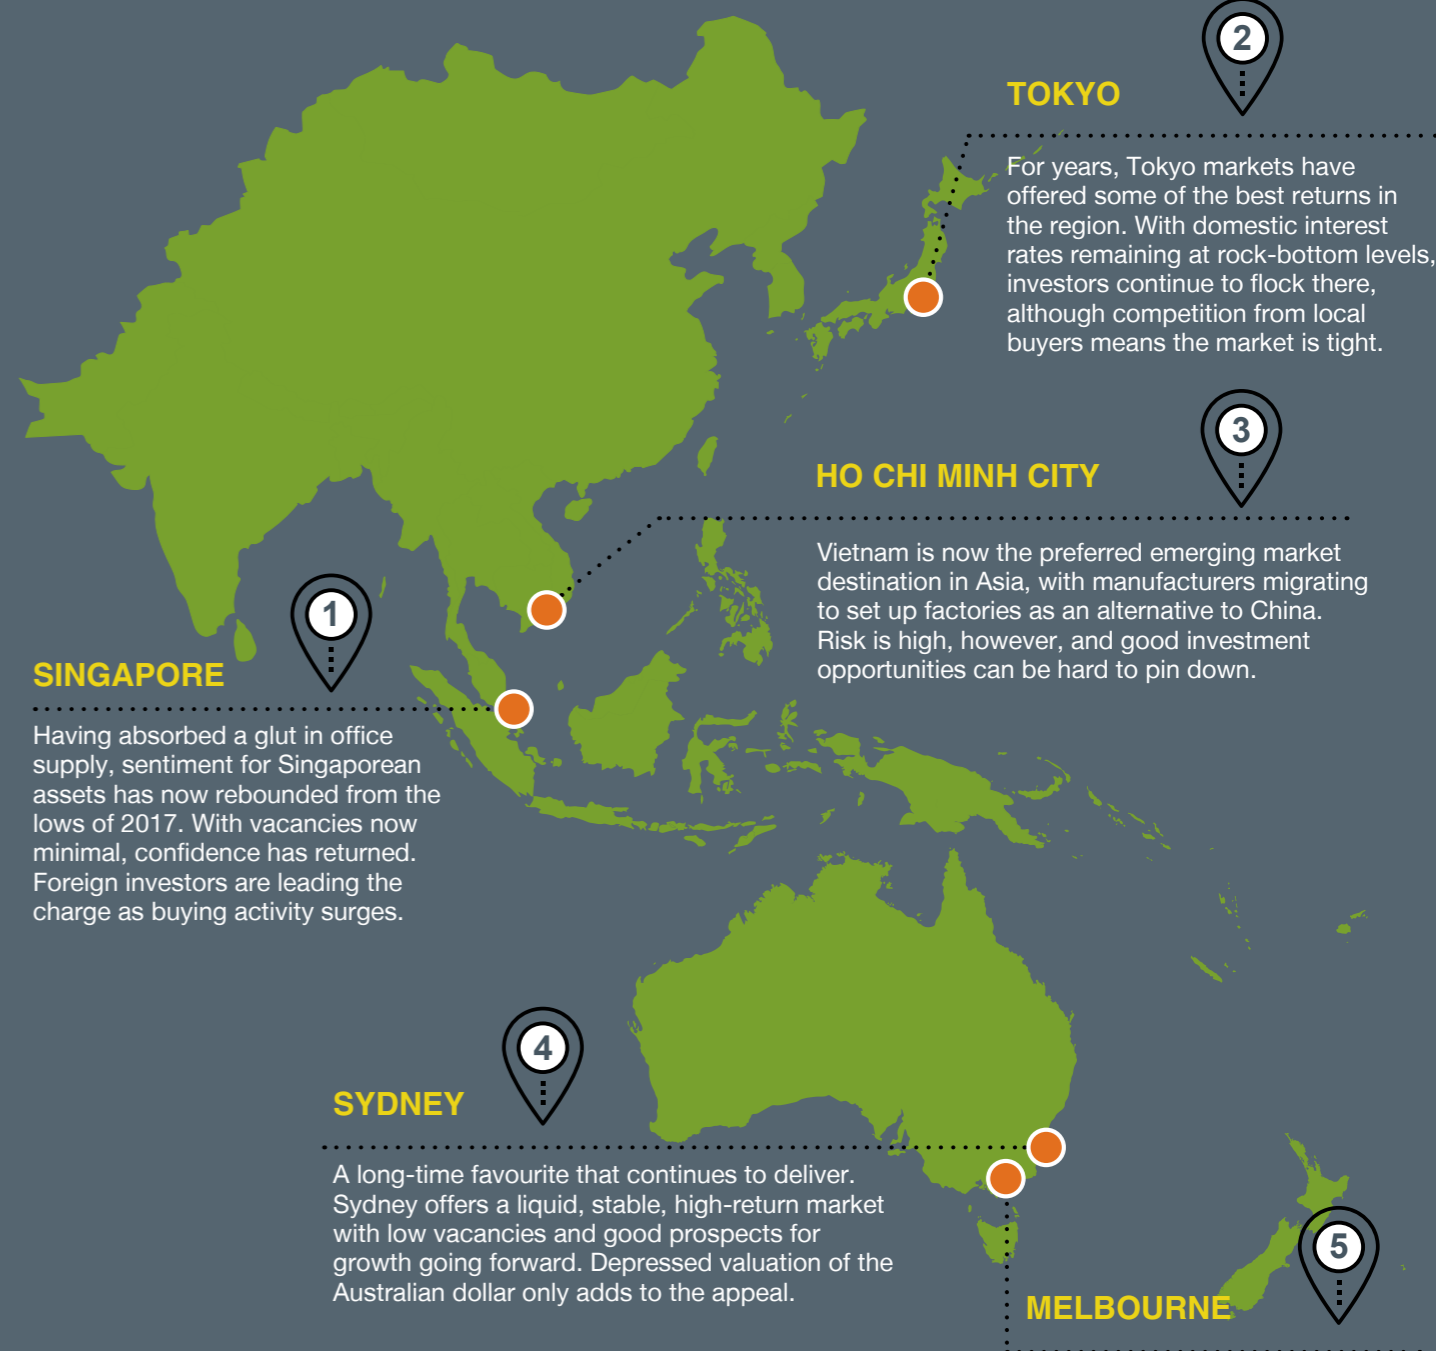 2
TOKYO
For years, Tokyo markets have
offered some of the best returns in
the region. With domestic interest
rates remaining at rock-bottom levels,
investors continue to flock there,
although competition from local
buyers means the market is tight.
3
HO CHI MINH CITY
Vietnam is now the preferred emerging market
destination in Asia, with manufacturers migrating
to set up factories as an alternative to China.
Risk is high, however, and good investment
opportunities can be hard to pin down.
1
SINGAPORE
Having absorbed a glut in office
supply, sentiment for Singaporean
assets has now rebounded from the
lows of 2017. With vacancies now
minimal, confidence has returned.
Foreign investors are leading the
charge as buying activity surges.
4
SYDNEY
A long-time favourite that continues to deliver.
Sydney offers a liquid, stable, high-return market
with low vacancies and good prospects for
growth going forward. Depressed valuation of the
Australian dollar only adds to the appeal.
5
MELBOURNE